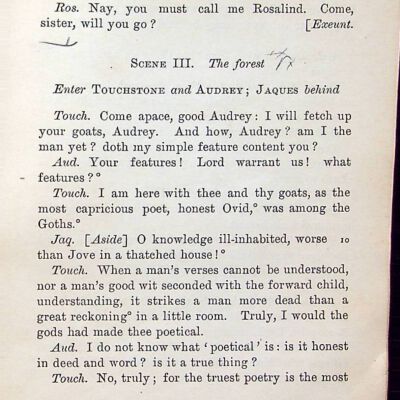 Ros. Nay, you must call me Rosalind. Come,
sister, will you go? [Exeunt.
SCENE III. The forest
Enter TOUCHSTONE and AUDREY; JAQUES behind
Touch. Come apace, good Audrey: I will fetch up
your goats, Audrey. And how, Audrey? am I the
man yet? doth my simple feature content you?
Aud. Your features! Lord warrant us! what
features?°
Touch. I am here with thee and thy goats, as the
most capricious poet, honest Ovid,° was among the
Goths.°
Jaq. [Aside] O knowledge ill-inhabited, worse 10
than Jove in a thatched house!°
Touch. When a man's verses cannot be understood,
nor a man's good wit seconded with the forward child,
understanding, it strikes a man more dead than a
great reckoning° in a little room. Truly, I would the
gods had made thee poetical.
Aud. I do not know what 'poetical' is: is it honest
in deed and word? is it a true thing?
Touch. No, truly; for the truest poetry is the most